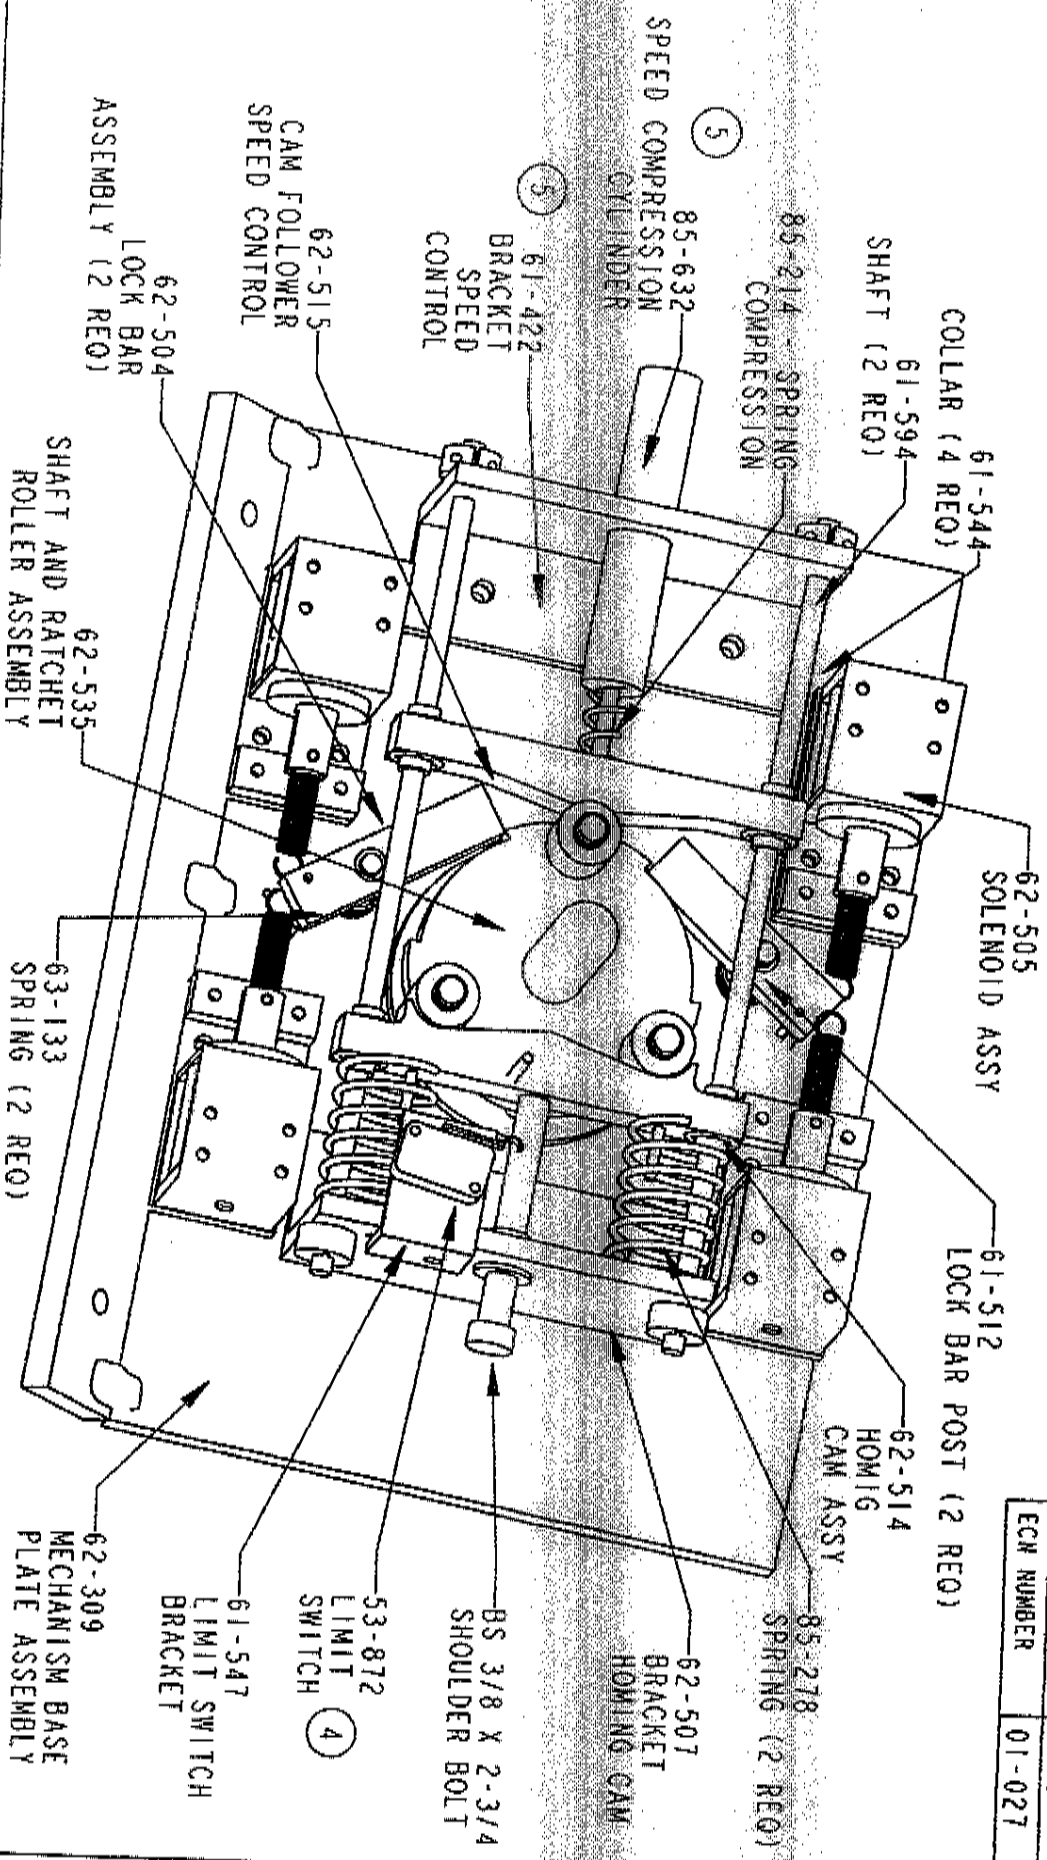 ECN NUMBER
01-027
61-544
COLLAR (4 REQ)
61-594
SHAFT (2 REQ)
85-214 - SPRING
COMPRESSION
85-632
SPEED COMPRESSION
CYLINDER
5
61-422
BRACKET
SPEED
CONTROL
5
62-515
CAM FOLLOWER
SPEED CONTROL
62-504
LOCK BAR
ASSEMBLY (2 REQ)
62-535
SHAFT AND RATCHET
ROLLER ASSEMBLY
63-133
SPRING (2 REQ)
62-505
SOLENOID ASSY
61-512
LOCK BAR POST (2 REQ)
62-514
HOMIG
CAM ASSY
85-278
SPRING (2 REQ)
62-507
BRACKET
HOMING CAM
BS 3/8 X 2-3/4
SHOULDER BOLT
53-872
LIMIT
SWITCH
4
61-547
LIMIT SWITCH
BRACKET
62-309
MECHANISM BASE
PLATE ASSEMBLY